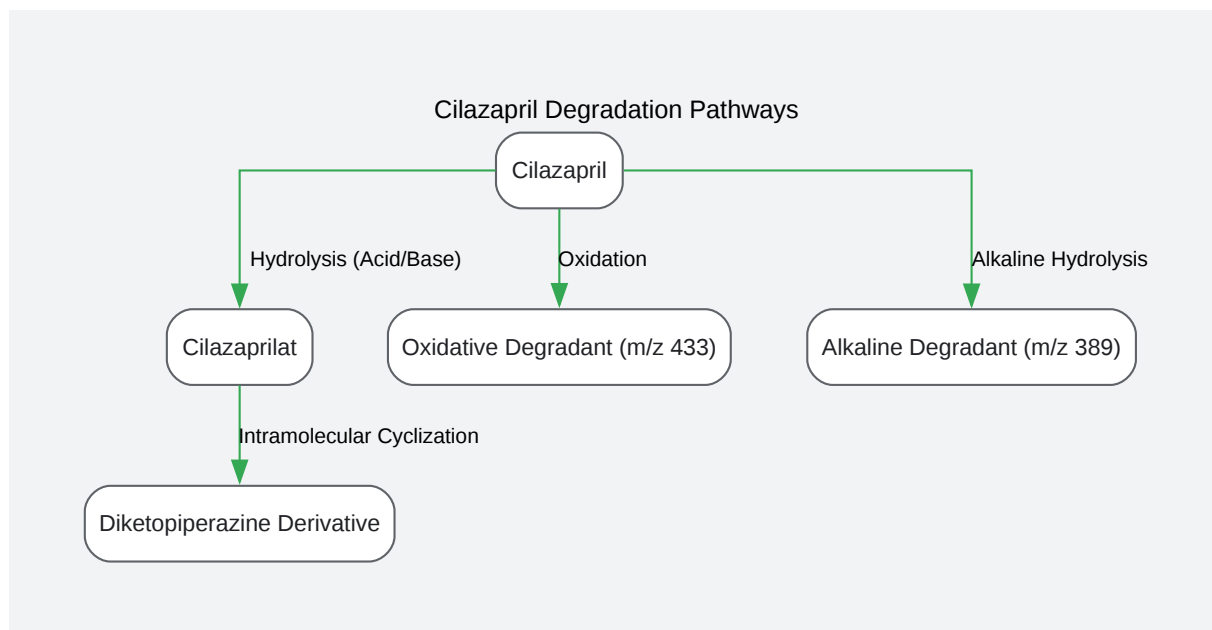 Cilazapril Degradation Pathways
Cilazapril
Hydrolysis (Acid/Base)
Oxidation
Alkaline Hydrolysis
Cilazaprilat
Oxidative Degradant (m/z 433)
Alkaline Degradant (m/z 389)
Intramolecular Cyclization
Diketopiperazine Derivative